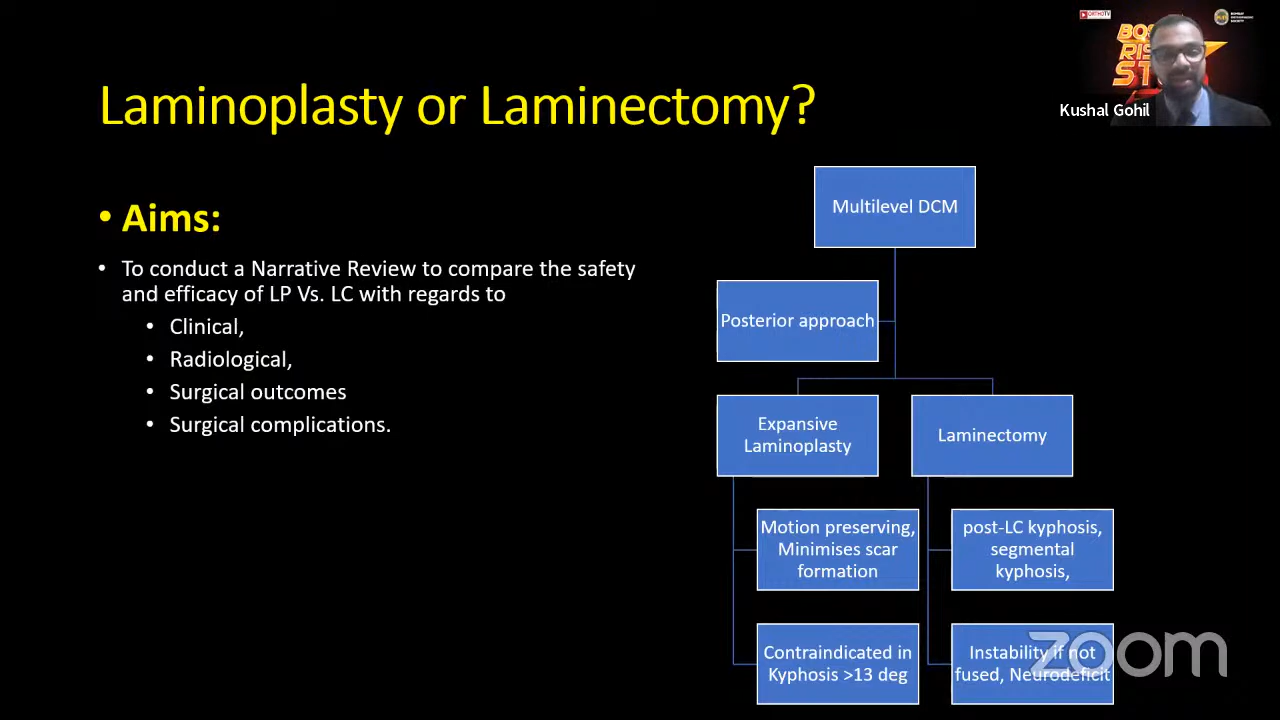 Laminoplasty or Laminectomy?
• Aims:
• To conduct a Narrative Review to compare the safety
and efficacy of LP Vs. LC with regards to
• Clinical,
• Radiological,
• Surgical outcomes
• Surgical complications.
Multilevel DCM
Posterior approach
Expansive
Laminoplasty
Laminectomy
Motion preserving,
Minimises scar
formation
post-LC kyphosis,
segmental
kyphosis,
Contraindicated in
Kyphosis >13 deg
Instability if not
fused, Neurodeficit
Kushal Gohil
zoom